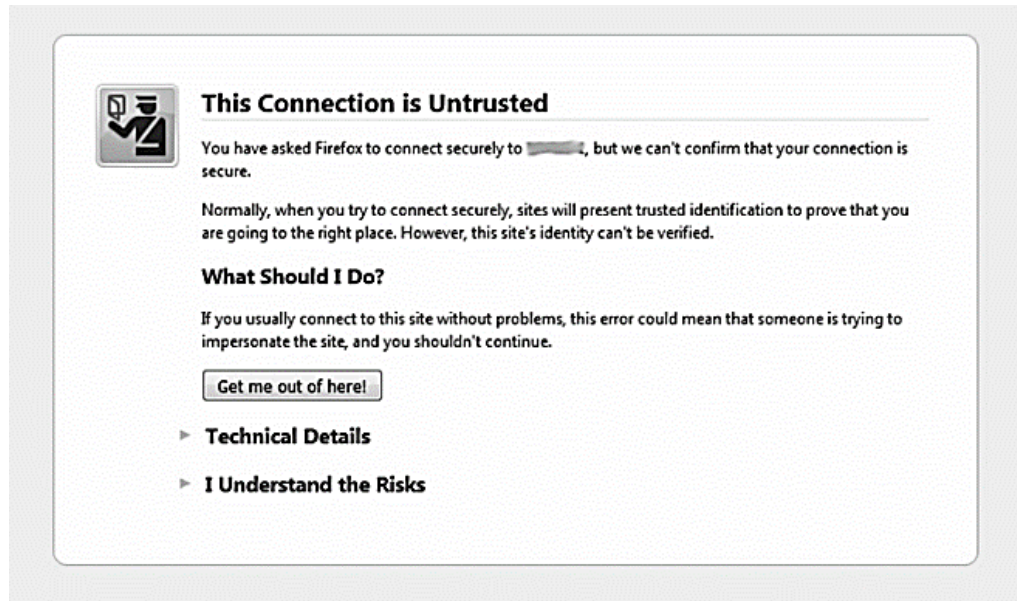 This Connection is Untrusted
You have asked Firefox to connect securely to , but we can't confirm that your connection is
secure.
Normally, when you try to connect securely, sites will present trusted identification to prove that you
are going to the right place. However, this site's identity can't be verified.
What Should I Do?
If you usually connect to this site without problems, this error could mean that someone is trying to
impersonate the site, and you shouldn't continue.
Get me out of here!
Technical Details
I Understand the Risks